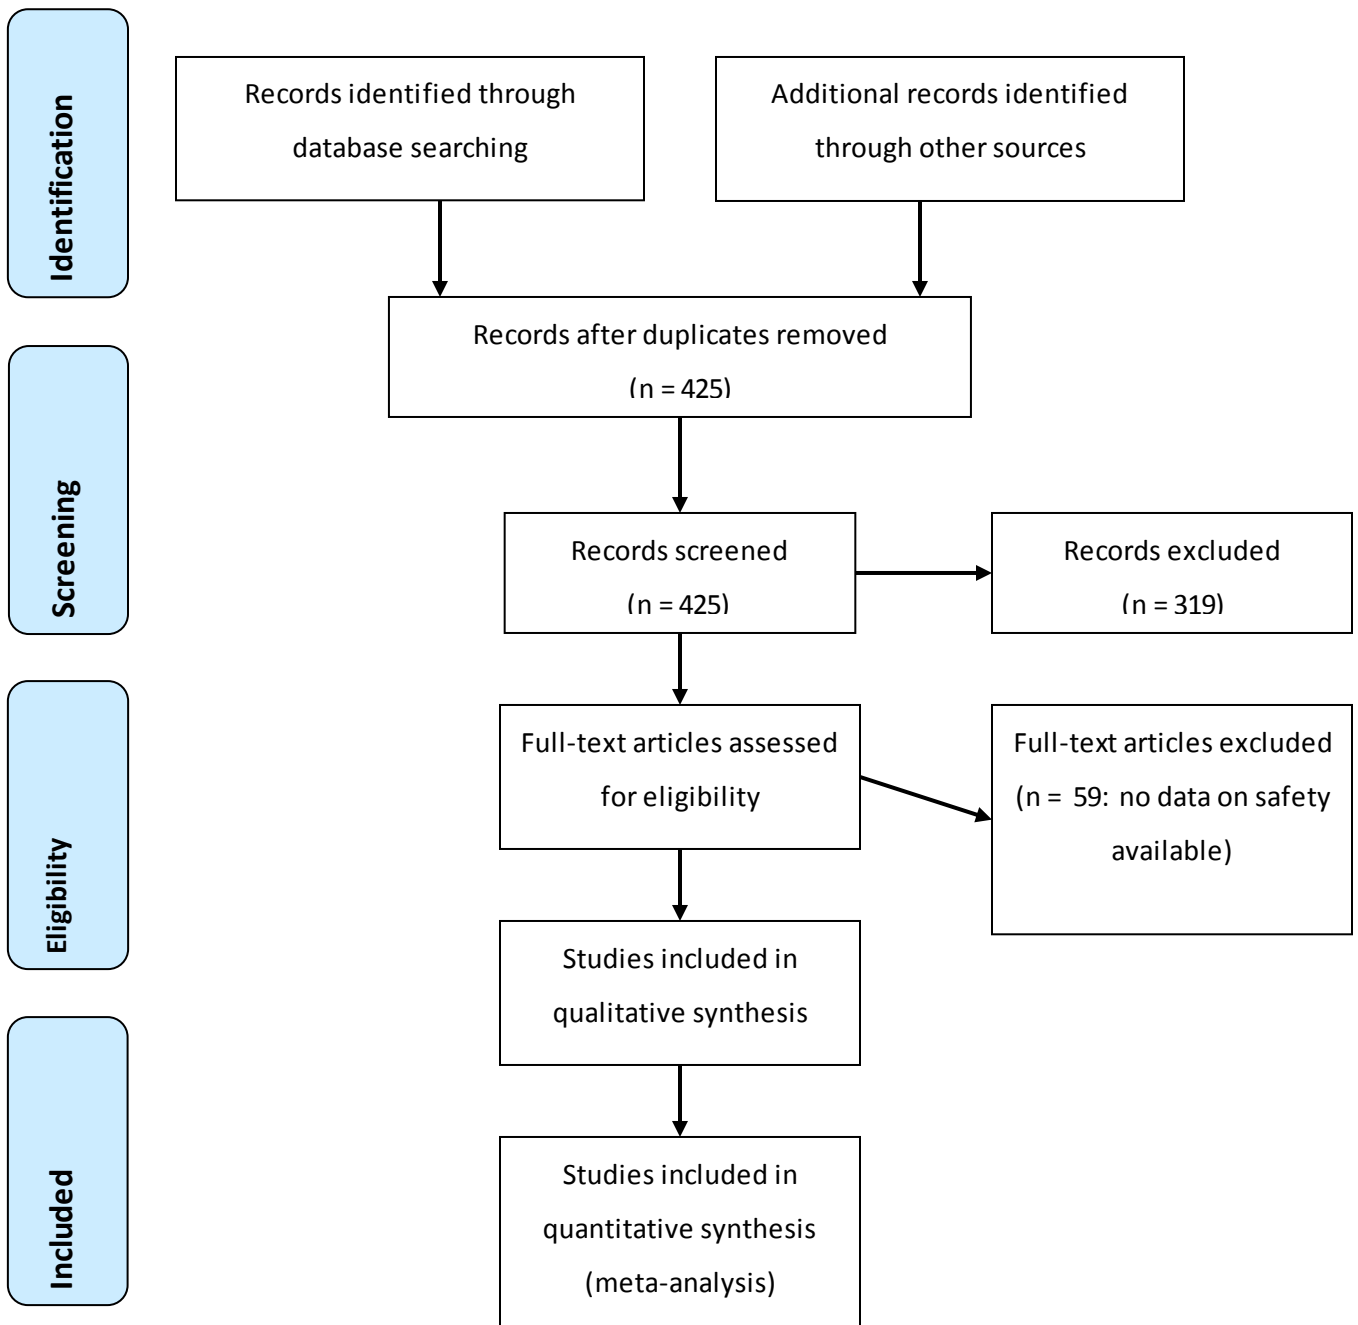 Identification
Records identified through
database searching
Additional records identified
through other sources
Records after duplicates removed
(n = 425)
Screening
Records screened
(n = 425)
Records excluded
(n = 319)
Eligibility
Full-text articles assessed
for eligibility
Full-text articles excluded
(n = 59: no data on safety
available)
Studies included in
qualitative synthesis
Included
Studies included in
quantitative synthesis
(meta-analysis)